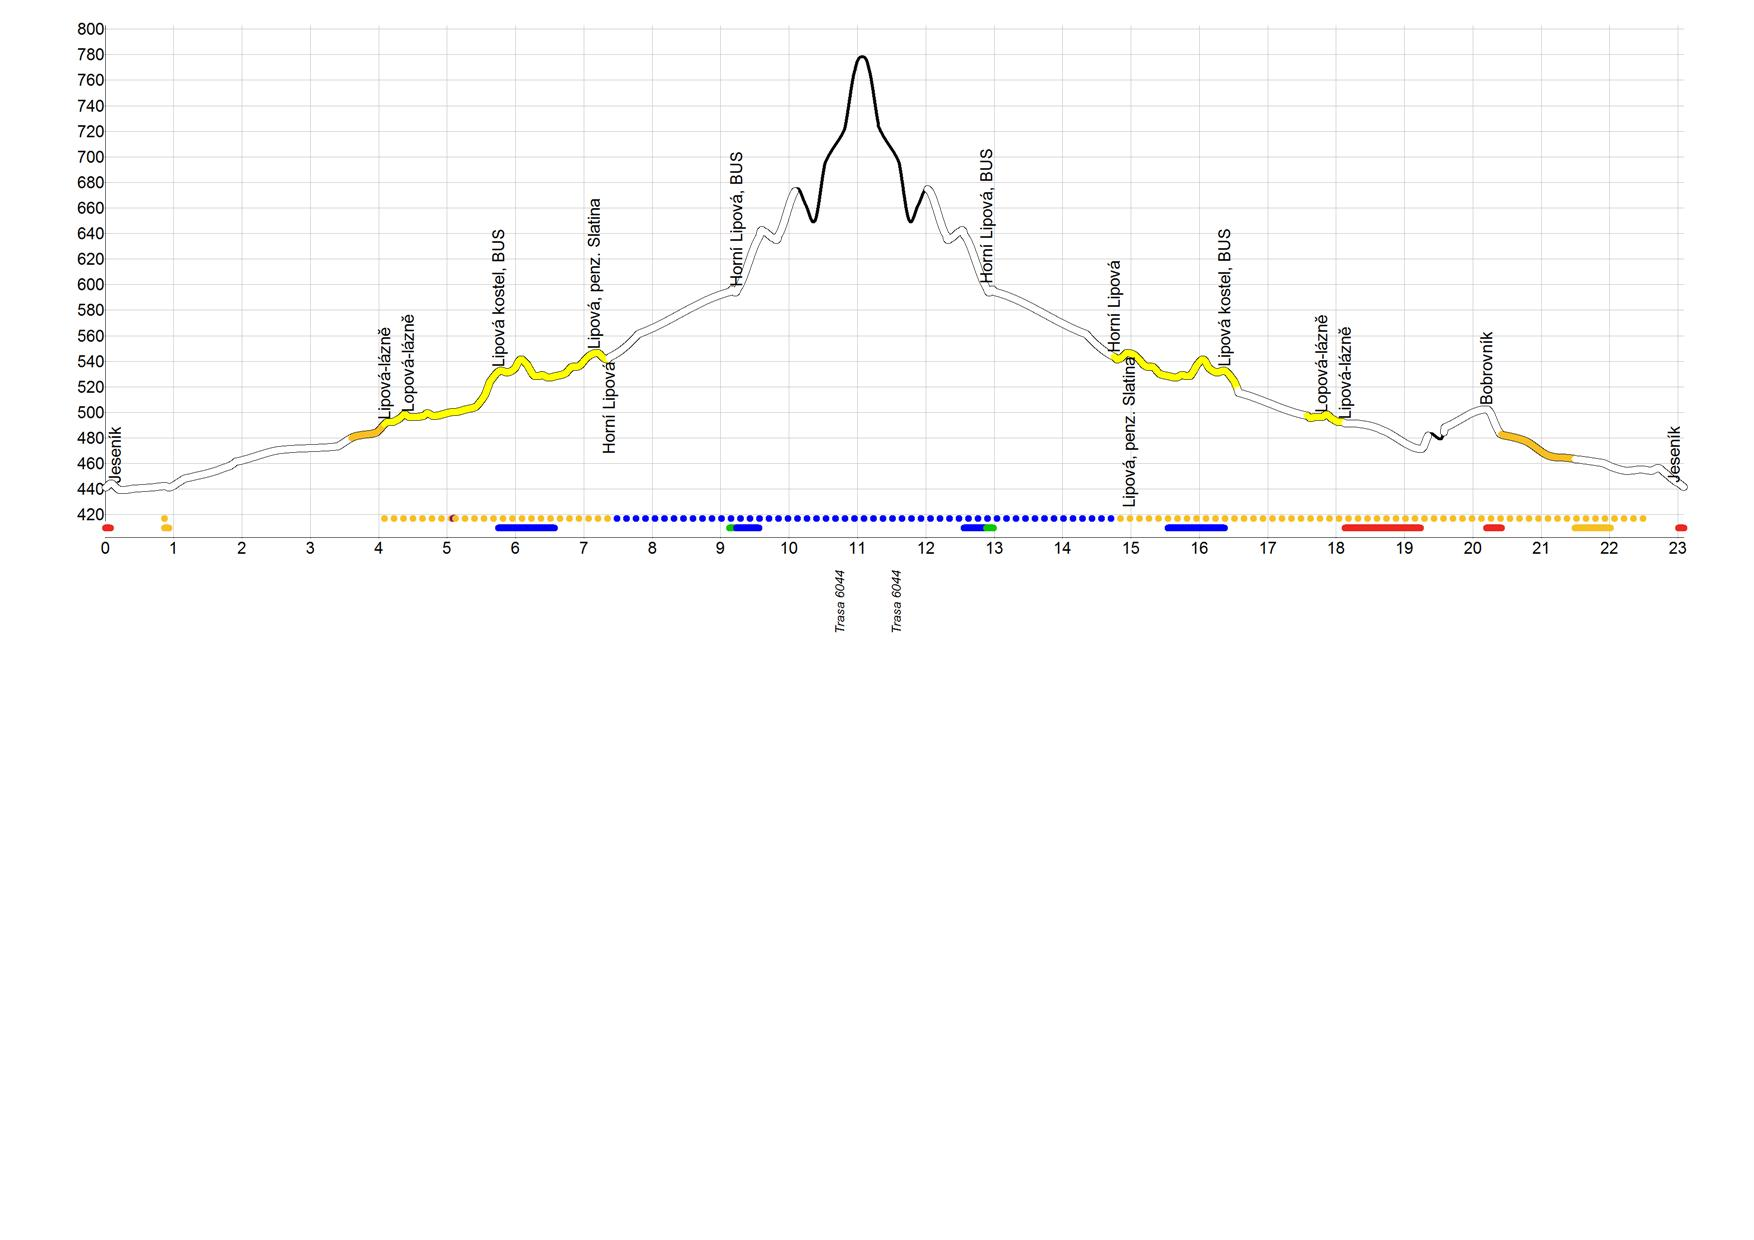 800
780
760
740
720
700
680
660
640
620
600
580
560
540
520
500
480
460
440
420
Jeseník
Lipová-lázně
Lopová-lázně
Lipová kostel, BUS
Lipová, penz. Slatina
Horní Lipová
Horní Lipová, BUS
Horní Lipová, BUS
Horní Lipová
Lipová, penz. Slatina
Lipová kostel, BUS
Lopová-lázně
Lipová-lázně
Bobrovník
Jeseník
0 1 2 3 4 5 6 7 8 9 10 11 12 13 14 15 16 17 18 19 20 21 22 23
Trasa 6044
Trasa 6044